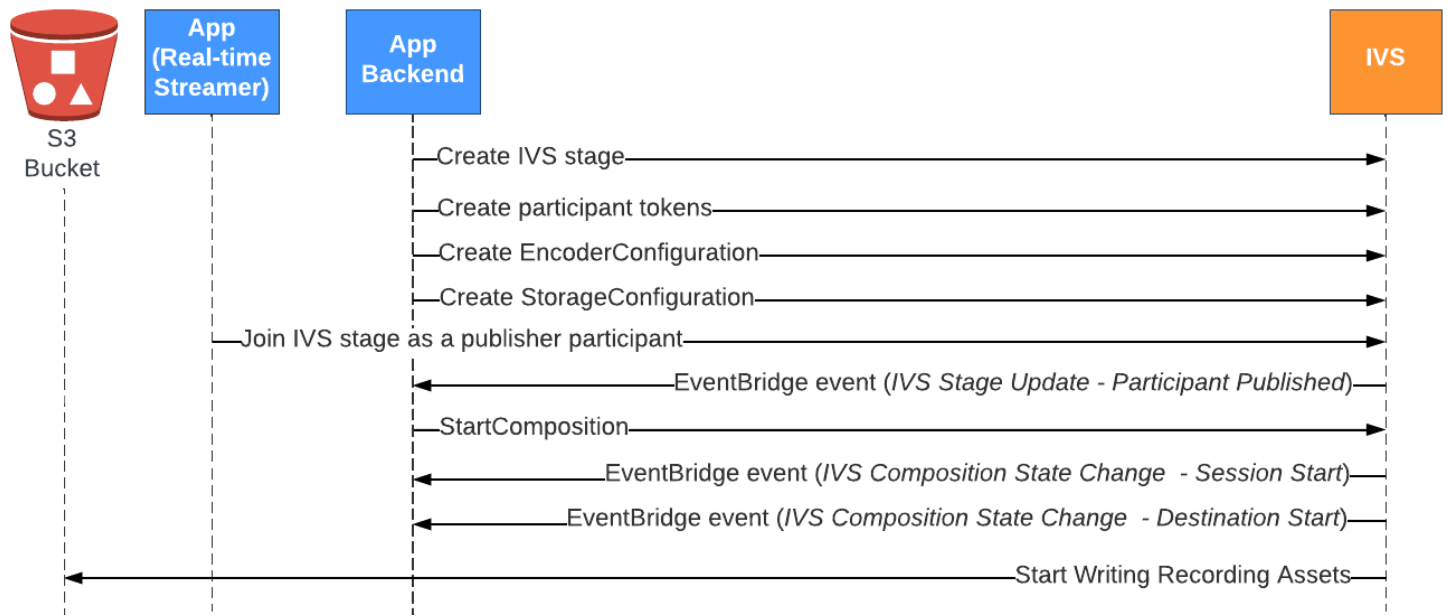 App
(Real-time
Streamer)
App
Backend
IVS
S3
Bucket
Create IVS stage
Create participant tokens
Create EncoderConfiguration
Create StorageConfiguration
Join IVS stage as a publisher participant
EventBridge event (IVS Stage Update - Participant Published)
StartComposition
EventBridge event (IVS Composition State Change  - Session Start)
EventBridge event (IVS Composition State Change  - Destination Start)
Start Writing Recording Assets